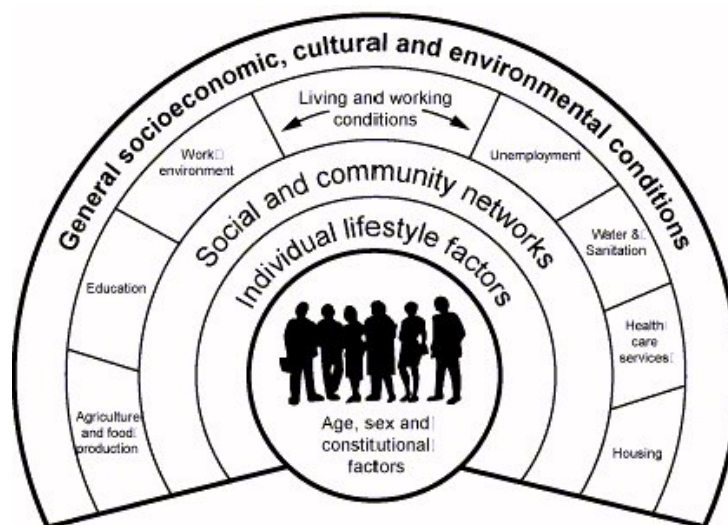 General socioeconomic, cultural and environmental conditions
Living and working
conditions
Work
environment
Unemployment
Education
Water &
Sanitation
Agriculture
and food
production
Health
care
services
Housing
Social and community networks
Individual lifestyle factors
Age, sex and
constitutional
factors